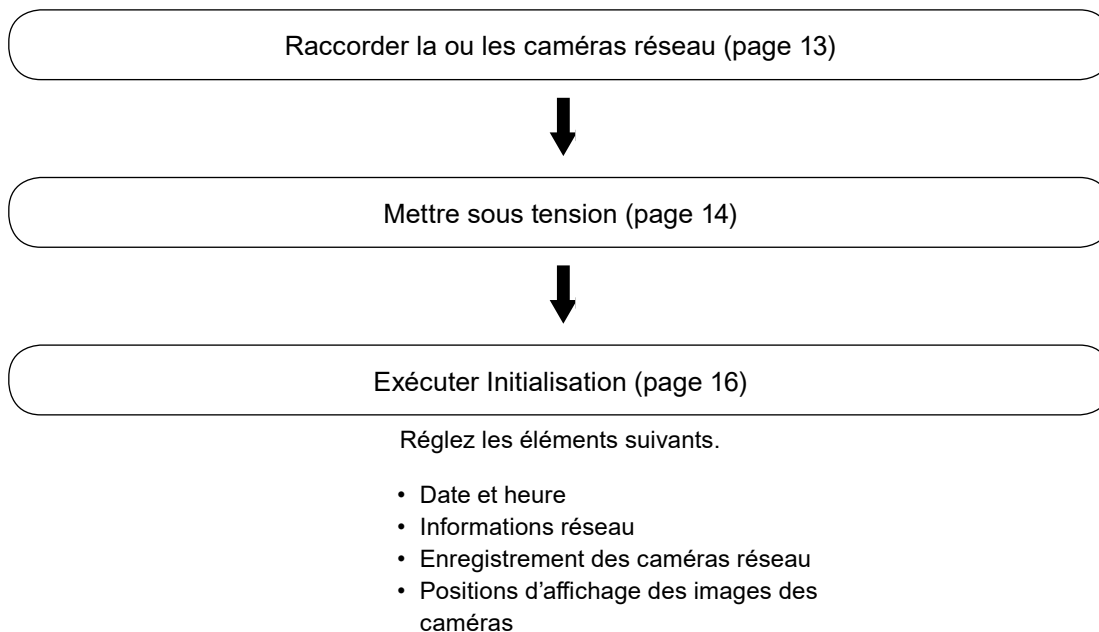 Raccorder la ou les caméras réseau (page 13)
Mettre sous tension (page 14)
Exécuter Initialisation (page 16)
Réglez les éléments suivants.
• Date et heure
• Informations réseau
• Enregistrement des caméras réseau
• Positions d’affichage des images des
caméras